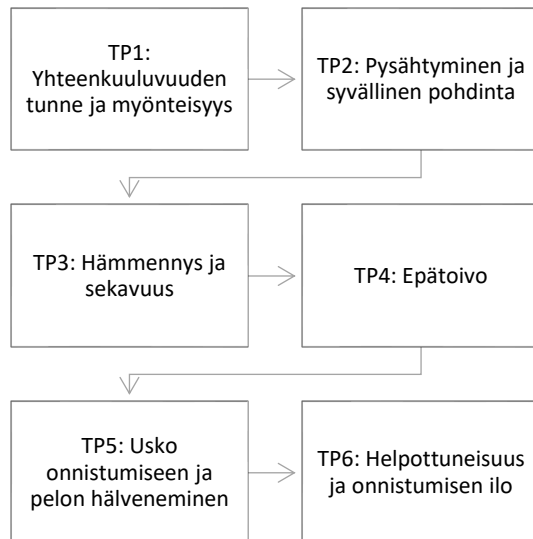 TP1:
Yhteenkuuluvuuden
tunne ja myönteisyys
TP2: Pysähtyminen ja
syvällinen pohdinta
TP3: Hämmennys ja
sekavuus
TP4: Epätoivo
TP5: Usko
onnistumiseen ja
pelon hälveneminen
TP6: Helpottuneisuus
ja onnistumisen ilo